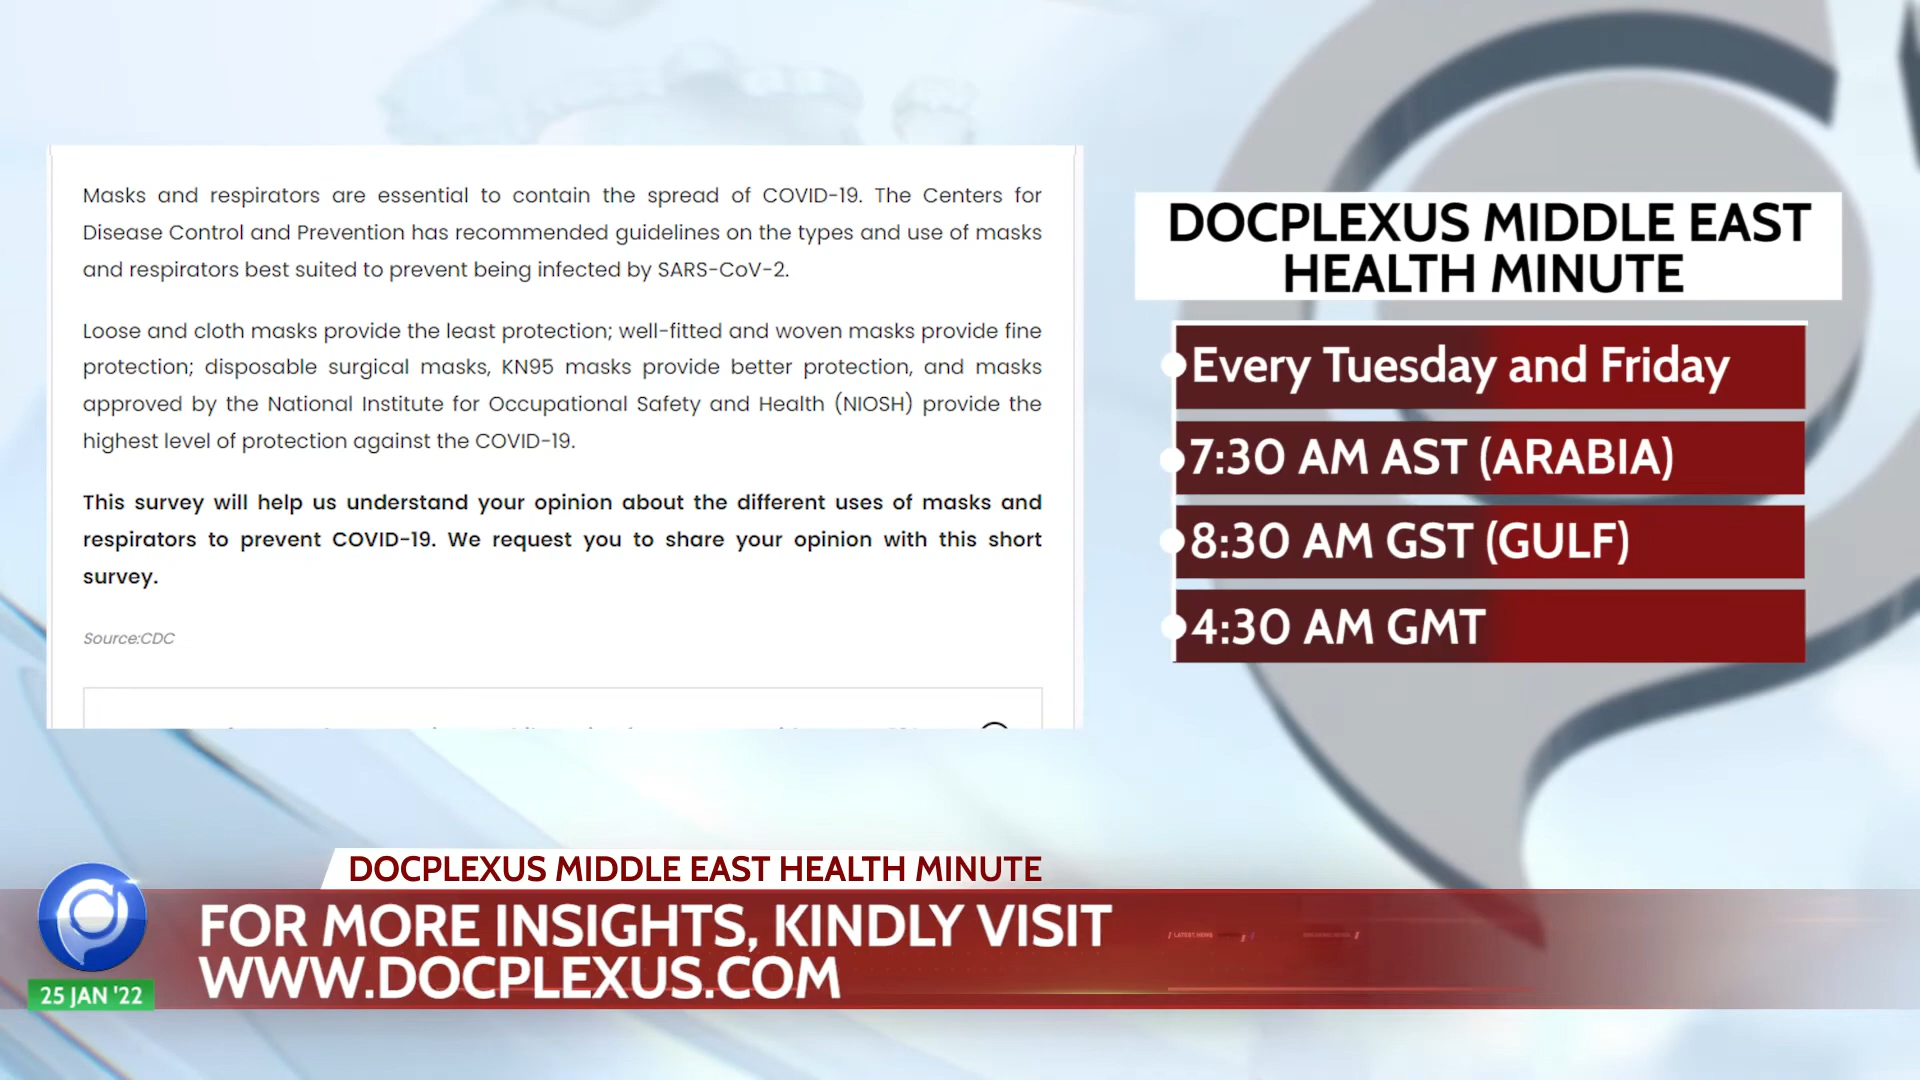 Masks and respirators are essential to contain the spread of COVID-19. The Centers for
Disease Control and Prevention has recommended guidelines on the types and use of masks
and respirators best suited to prevent being infected by SARS-CoV-2.
Loose and cloth masks provide the least protection; well-fitted and woven masks provide fine
protection; disposable surgical masks, KN95 masks provide better protection, and masks
approved by the National Institute for Occupational Safety and Health (NIOSH) provide the
highest level of protection against the COVID-19.
This survey will help us understand your opinion about the different uses of masks and
respirators to prevent COVID-19. We request you to share your opinion with this short
survey.
Source:CDC
DOCPLEXUS MIDDLE EAST
HEALTH MINUTE
Every Tuesday and Friday
7:30 AM AST (ARABIA)
8:30 AM GST (GULF)
4:30 AM GMT
DOCPLEXUS MIDDLE EAST HEALTH MINUTE
FOR MORE INSIGHTS, KINDLY VISIT
WWW.DOCPLEXUS.COM
LATEST NEWS
25 JAN '22